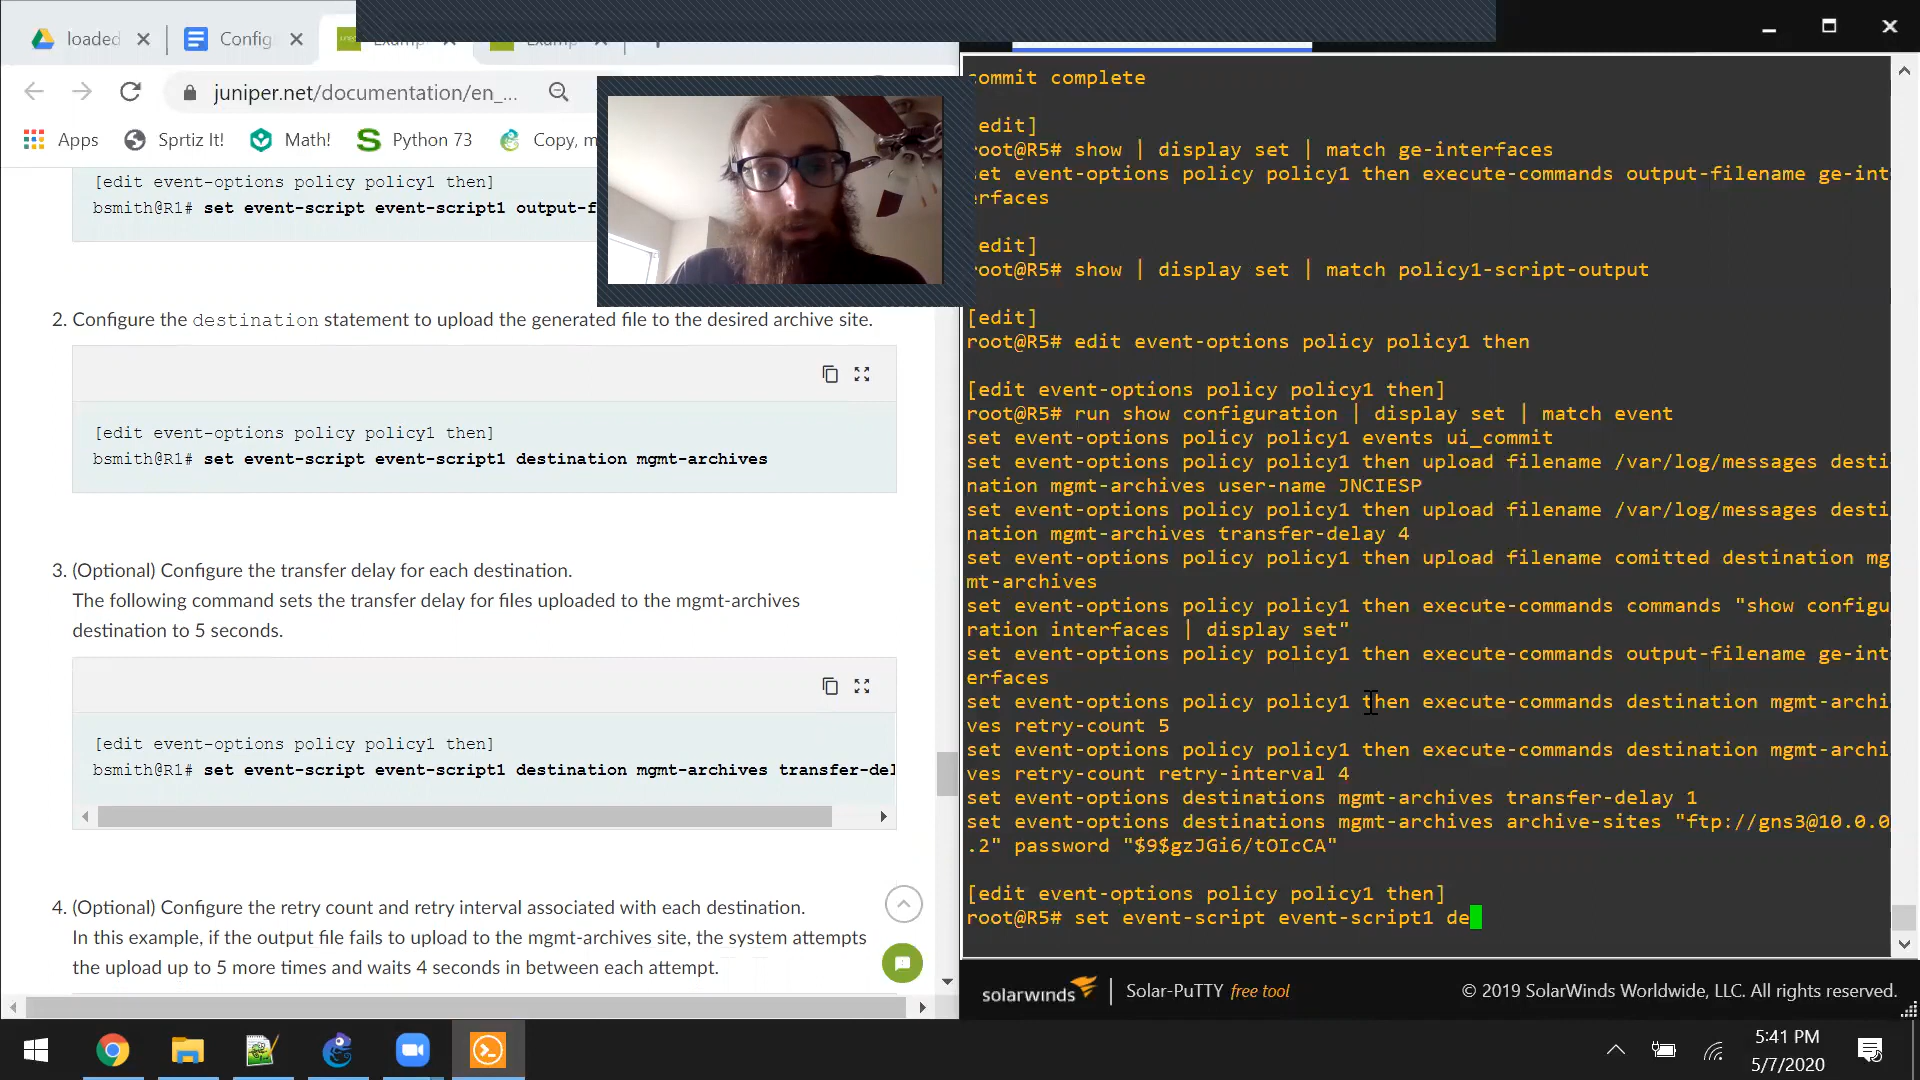 loaded
Config
Examp
Examp
juniper.net/documentation/en_...
Apps
Sprtiz It!
Math!
Python 73
Copy, m
[edit event-options policy policy1 then]
bsmith@R1# set event-script event-script1 output-f
2. Configure the destination statement to upload the generated file to the desired archive site.
[edit event-options policy policy1 then]
bsmith@R1# set event-script event-script1 destination mgmt-archives
3. (Optional) Configure the transfer delay for each destination.
The following command sets the transfer delay for files uploaded to the mgmt-archives
destination to 5 seconds.
[edit event-options policy policy1 then]
bsmith@R1# set event-script event-script1 destination mgmt-archives transfer-del
4. (Optional) Configure the retry count and retry interval associated with each destination.
In this example, if the output file fails to upload to the mgmt-archives site, the system attempts
the upload up to 5 more times and waits 4 seconds in between each attempt.
commit complete
edit]
root@R5# show | display set | match ge-interfaces
set event-options policy policy1 then execute-commands output-filename ge-int
erfaces
edit]
root@R5# show | display set | match policy1-script-output
[edit]
root@R5# edit event-options policy policy1 then
[edit event-options policy policy1 then]
root@R5# run show configuration | display set | match event
set event-options policy policy1 events ui_commit
set event-options policy policy1 then upload filename /var/log/messages desti
nation mgmt-archives user-name JNCIESP
set event-options policy policy1 then upload filename /var/log/messages desti
nation mgmt-archives transfer-delay 4
set event-options policy policy1 then upload filename comitted destination mg
mt-archives
set event-options policy policy1 then execute-commands commands "show configu
ration interfaces | display set"
set event-options policy policy1 then execute-commands output-filename ge-int
erfaces
set event-options policy policy1 then execute-commands destination mgmt-archi
ves retry-count 5
set event-options policy policy1 then execute-commands destination mgmt-archi
ves retry-count retry-interval 4
set event-options destinations mgmt-archives transfer-delay 1
set event-options destinations mgmt-archives archive-sites "ftp://gns3@10.0.0
.2" password "$9$gzJGi6/tOIcCA"
[edit event-options policy policy1 then]
root@R5# set event-script event-script1 de
solarwinds
Solar-PuTTY free tool
© 2019 SolarWinds Worldwide, LLC. All rights reserved.
5:41 PM
5/7/2020